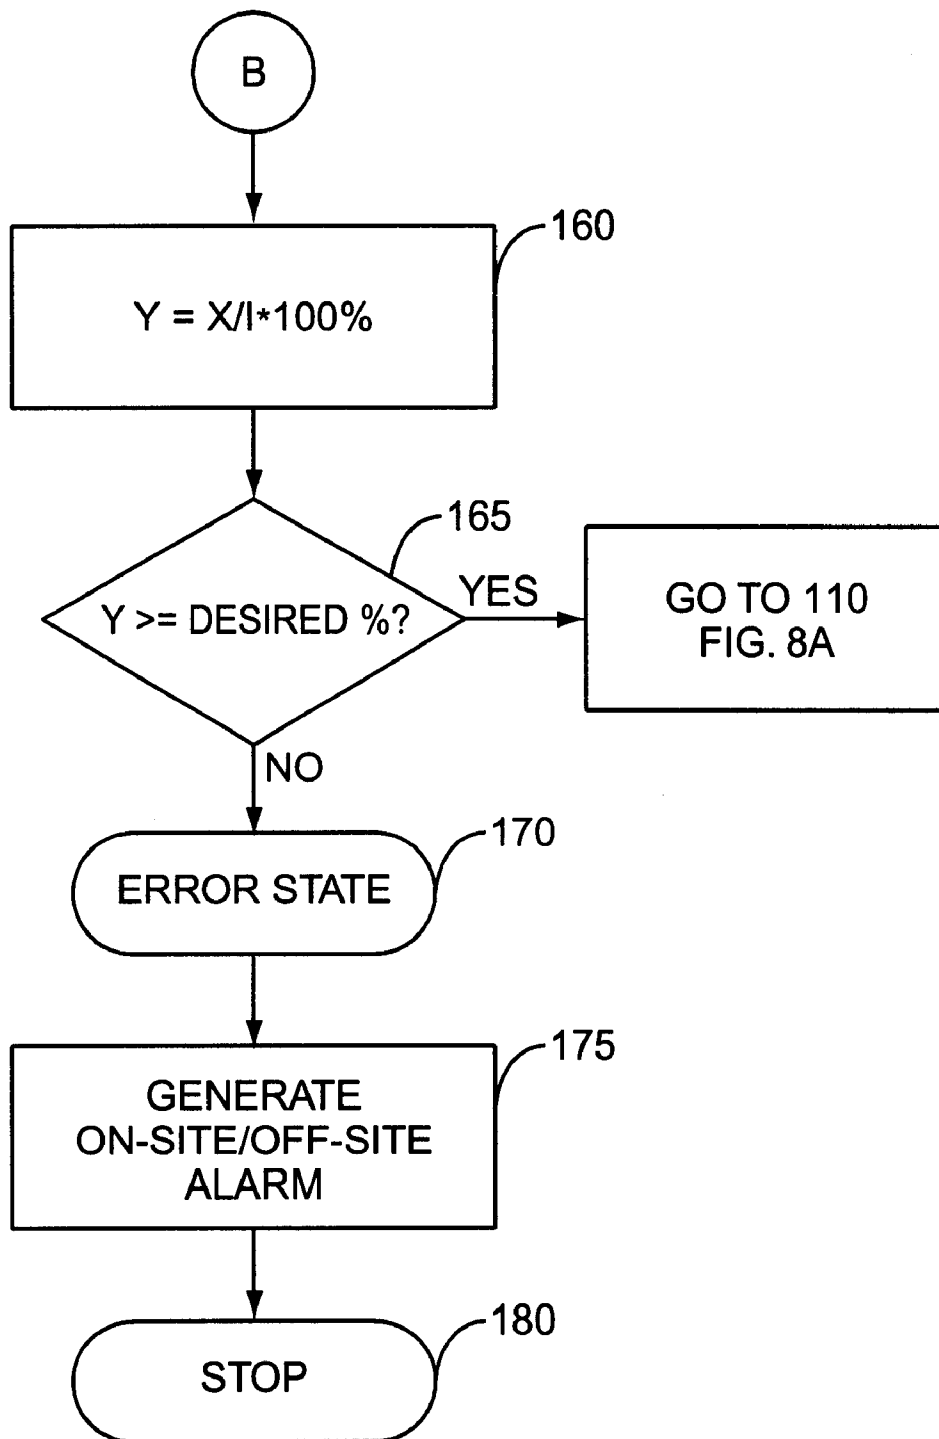 B
160
Y = X/I*100%
165
Y >= DESIRED %?
YES
GO TO 110
FIG. 8A
NO
170
ERROR STATE
175
GENERATE
ON-SITE/OFF-SITE
ALARM
180
STOP